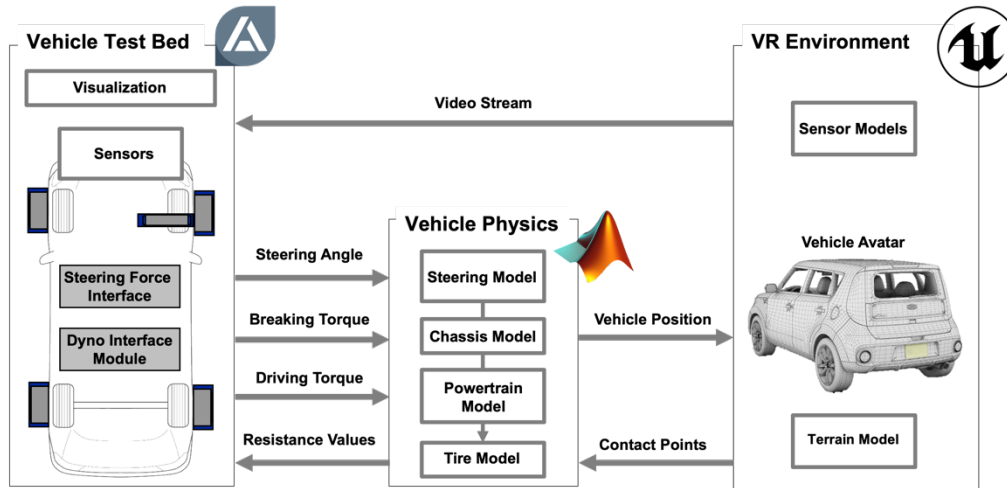 Vehicle Test Bed
Visualization
Sensors
Steering Force
Interface
Dyno Interface
Module
Video Stream
Steering Angle
Breaking Torque
Driving Torque
Resistance Values
Vehicle Physics
Steering Model
Chassis Model
Powertrain
Model
Tire Model
Vehicle Position
Contact Points
VR Environment
Sensor Models
Vehicle Avatar
Terrain Model